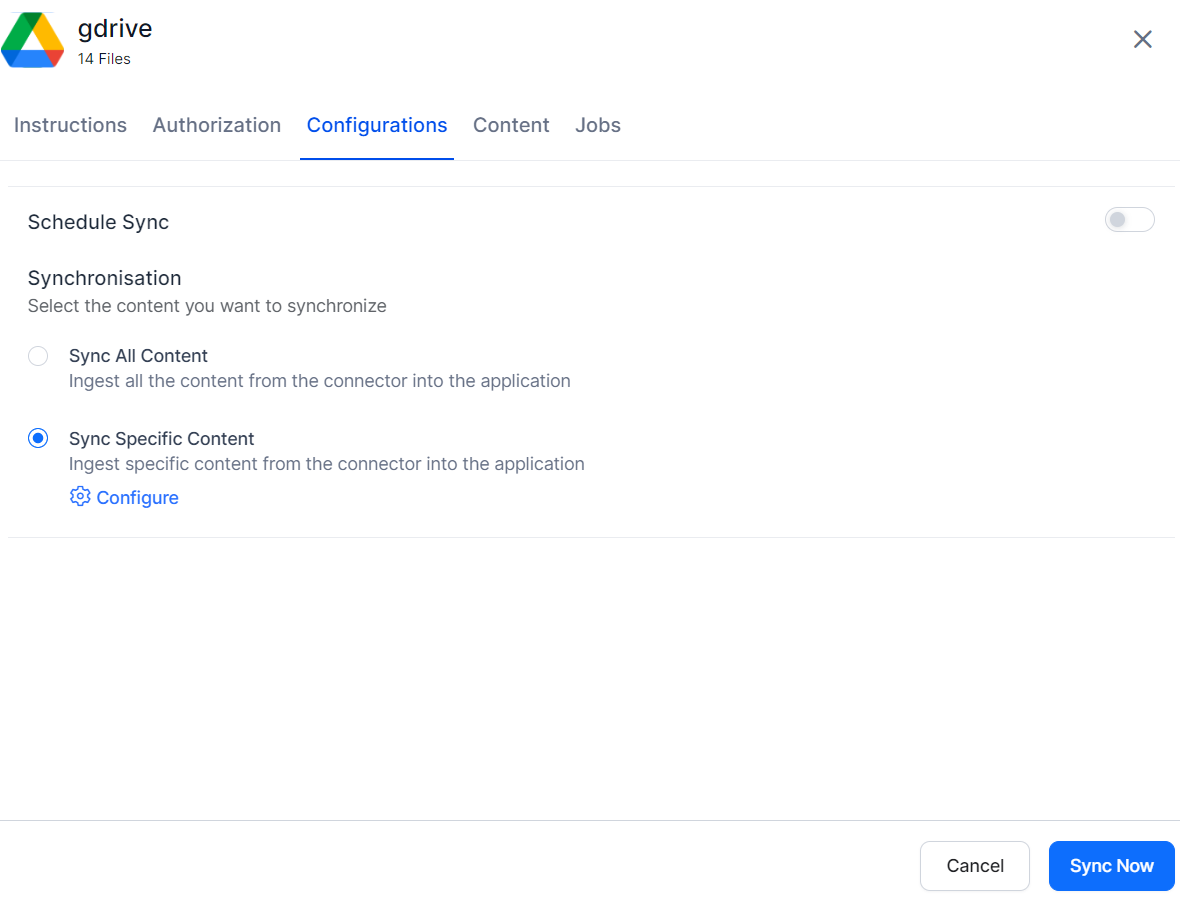 gdrive
14 Files
Instructions Authorization Configurations Content Jobs
Schedule Sync
Synchronisation
Select the content you want to synchronize
Sync All Content
Ingest all the content from the connector into the application
Sync Specific Content
Ingest specific content from the connector into the application
Configure
Cancel Sync Now